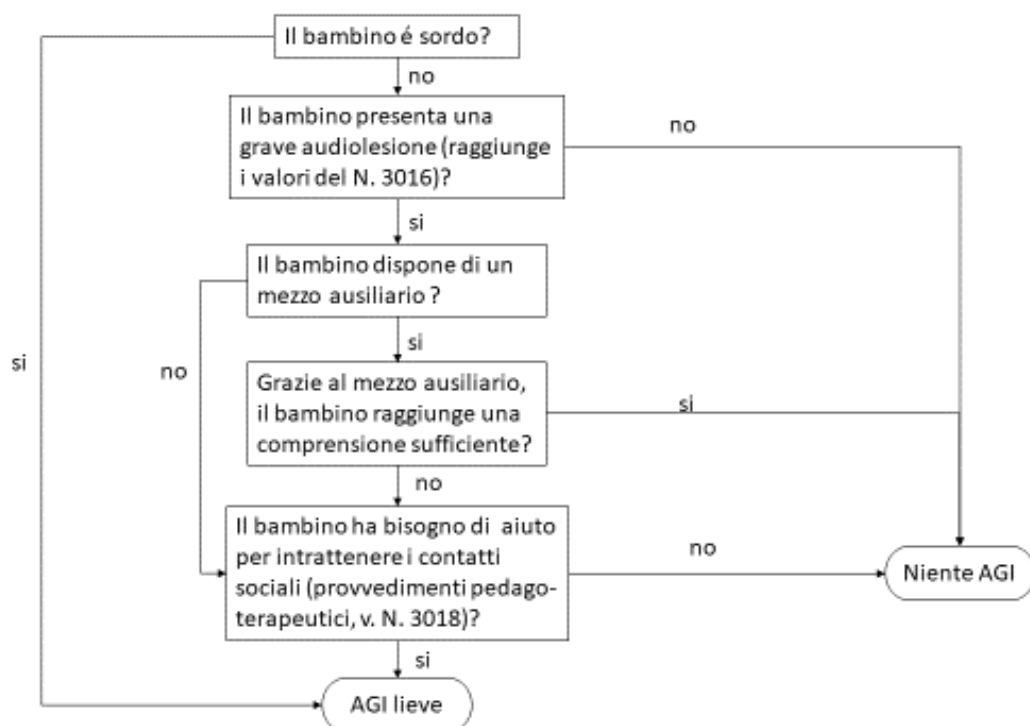 Il bambino é sordo?
no
Il bambino presenta una
grave audiolesione (raggiunge
i valori del N. 3016)?
no
si
Il bambino dispone di un
mezzo ausiliario ?
si
no
si
Grazie al mezzo ausiliario,
il bambino raggiunge una
comprensione sufficiente?
si
no
Il bambino ha bisogno di aiuto
per intrattenere i contatti
sociali (provvedimenti pedago-
terapeutici, v. N. 3018)?
no
Niente AGI
si
AGI lieve